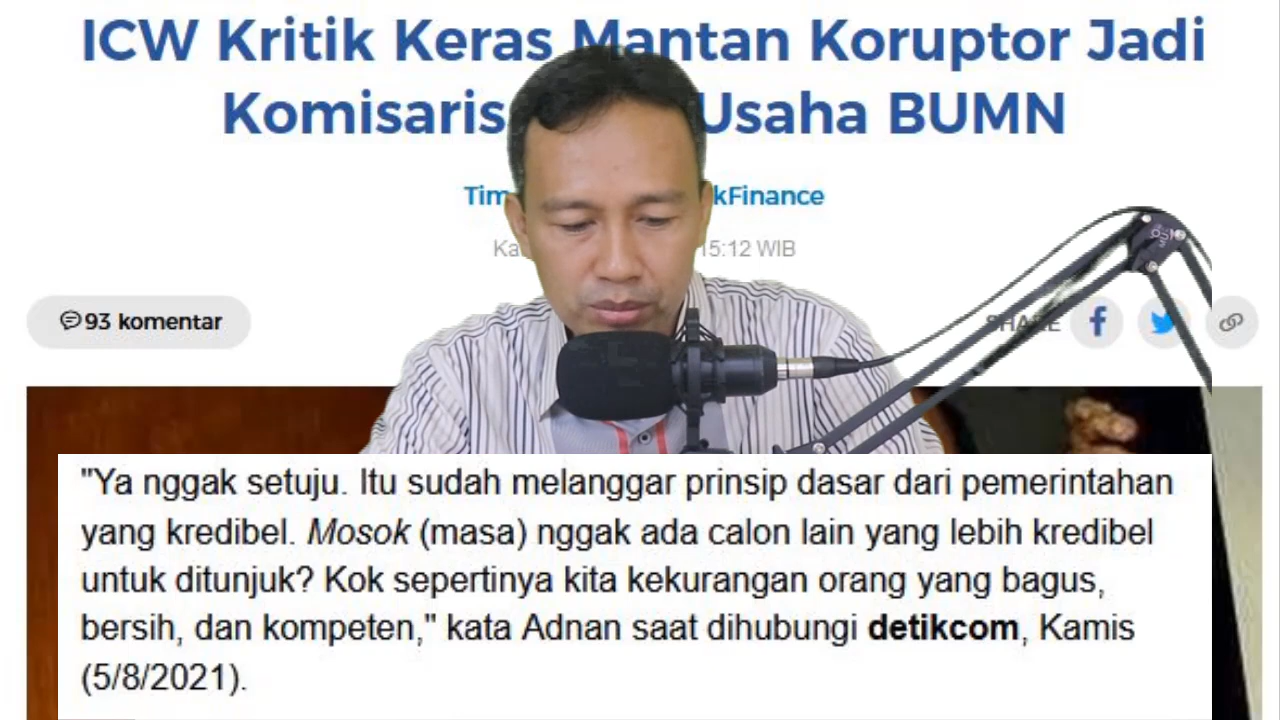 ICW Kritik Keras Mantan Koruptor Jadi
Komisaris Usaha BUMN
Tim kFinance
15:12 WIB
93 komentar
SHARE
"Ya nggak setuju. Itu sudah melanggar prinsip dasar dari pemerintahan
yang kredibel. Mosok (masa) nggak ada calon lain yang lebih kredibel
untuk ditunjuk? Kok sepertinya kita kekurangan orang yang bagus,
bersih, dan kompeten," kata Adnan saat dihubungi detikcom, Kamis
(5/8/2021).